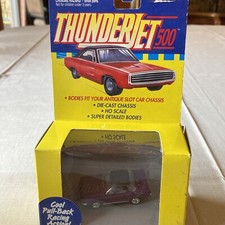 THUNDERJET 500
• BODIES FIT YOUR ANTIQUE SLOT CAR CHASSIS
• DIE-CAST CHASSIS
• HO SCALE
• SUPER DETAILED BODIES
Cool
Pull-Back
Racing
Action!